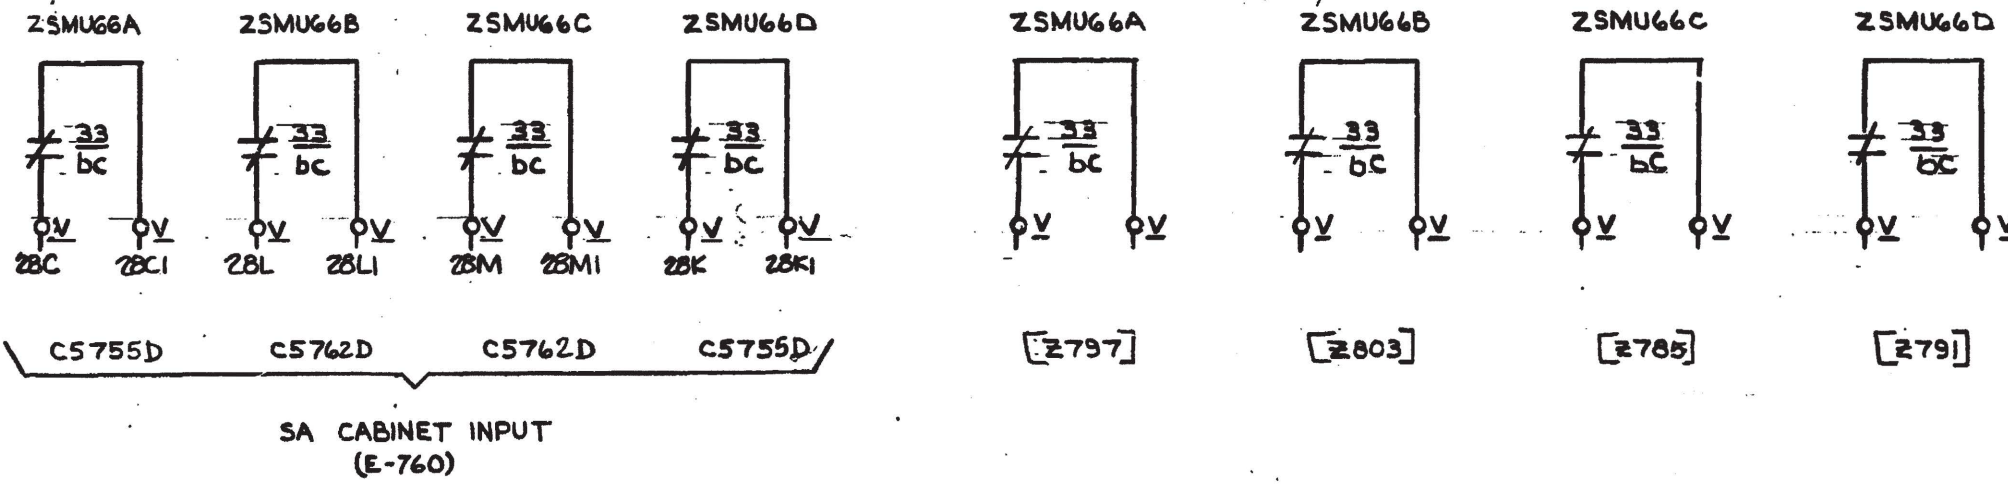 ZSMU66A ZSMU66B ZSMU66C ZSMU66D ZSMU66A ZSMU66B ZSMU66C ZSMU66D
33 33 33 33 33 33 33 33
bC bC bC bC bC bC bC bC
V V V V V V V V V V V V V V V V
28C 28C1 28L 28L1 28M 28M1 28K 28K1
C5755D C5762D C5762D C5755D [Z797] [Z803] [Z785] [Z791]
SA CABINET INPUT
(E-760)